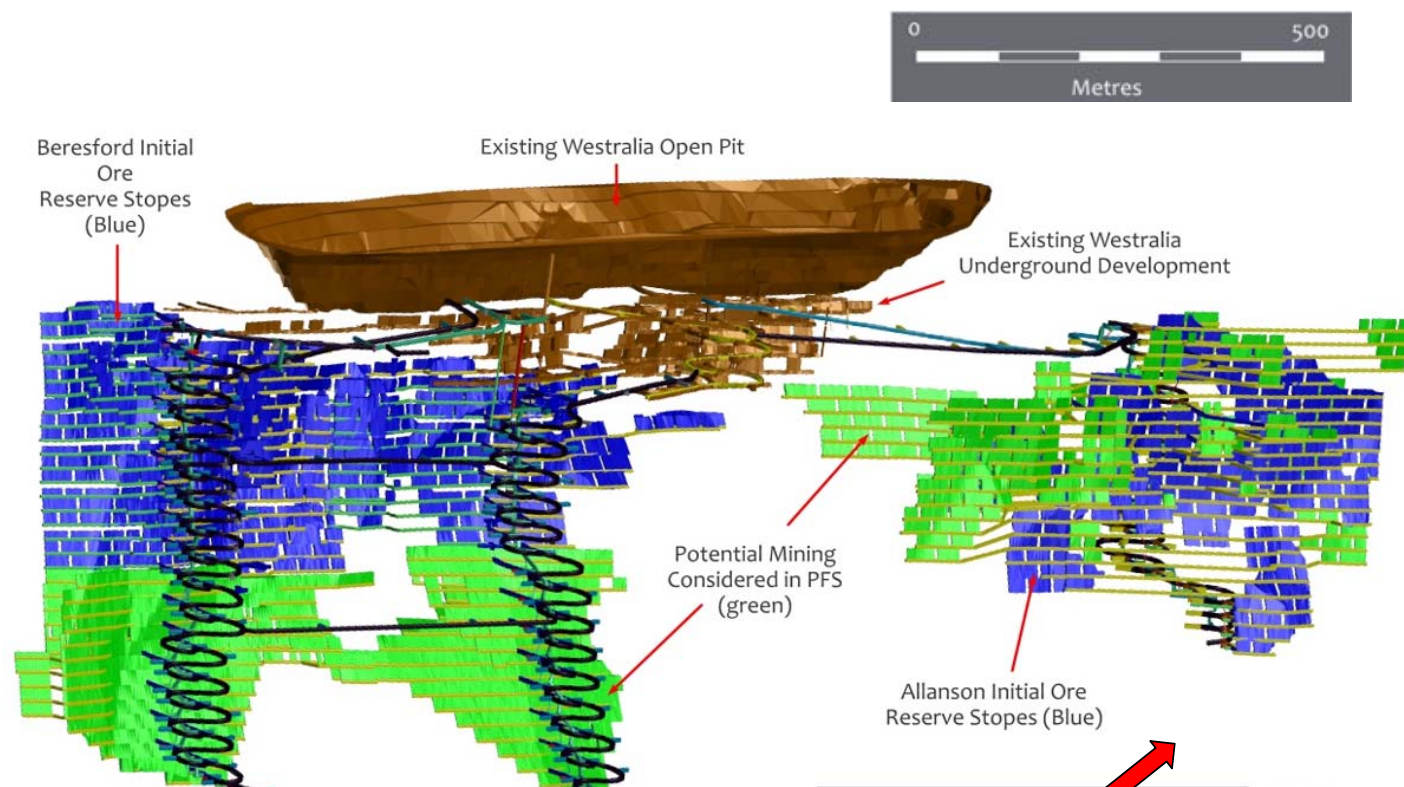 0 500
Metres
Beresford Initial
Ore
Reserve Stopes
(Blue)
Existing Westralia Open Pit
Existing Westralia
Underground Development
Potential Mining
Considered in PFS
(green)
Allanson Initial Ore
Reserve Stopes (Blue)